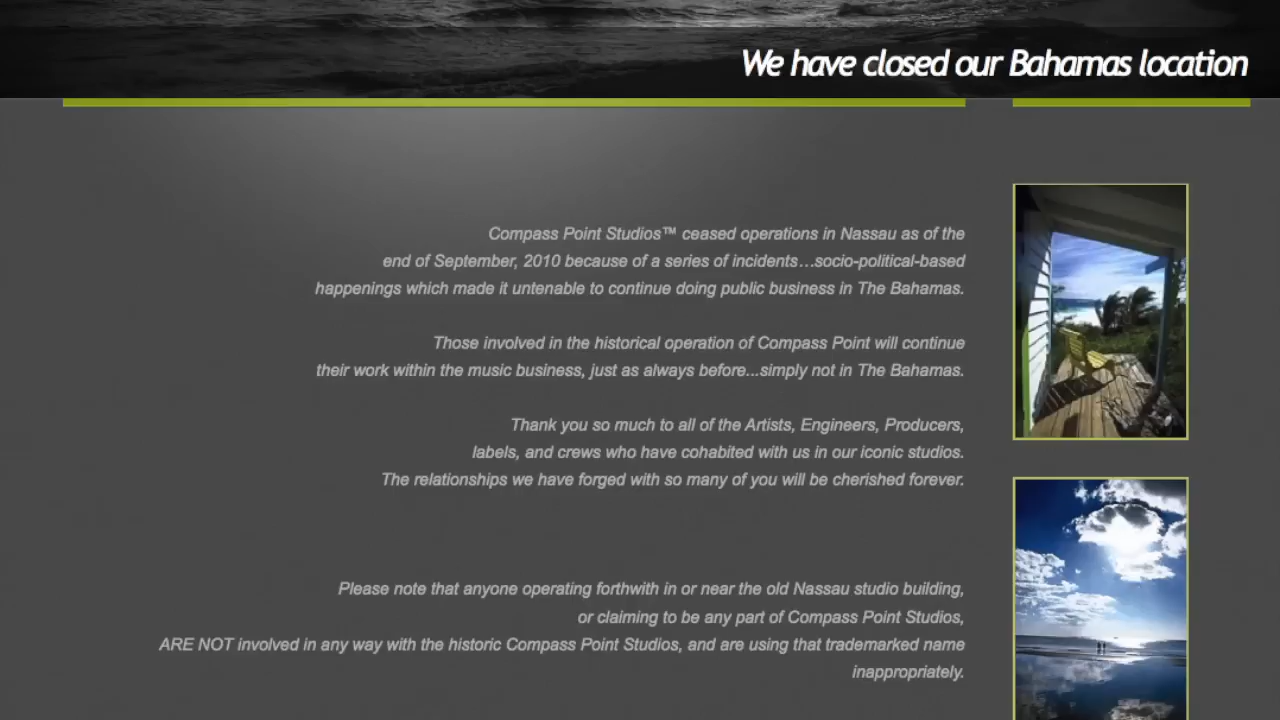 We have closed our Bahamas location
Compass Point Studios™ ceased operations in Nassau as of the
end of September, 2010 because of a series of incidents…socio-political-based
happenings which made it untenable to continue doing public business in The Bahamas.
Those involved in the historical operation of Compass Point will continue
their work within the music business, just as always before...simply not in The Bahamas.
Thank you so much to all of the Artists, Engineers, Producers,
labels, and crews who have cohabited with us in our iconic studios.
The relationships we have forged with so many of you will be cherished forever.
Please note that anyone operating forthwith in or near the old Nassau studio building,
or claiming to be any part of Compass Point Studios,
ARE NOT involved in any way with the historic Compass Point Studios, and are using that trademarked name
inappropriately.